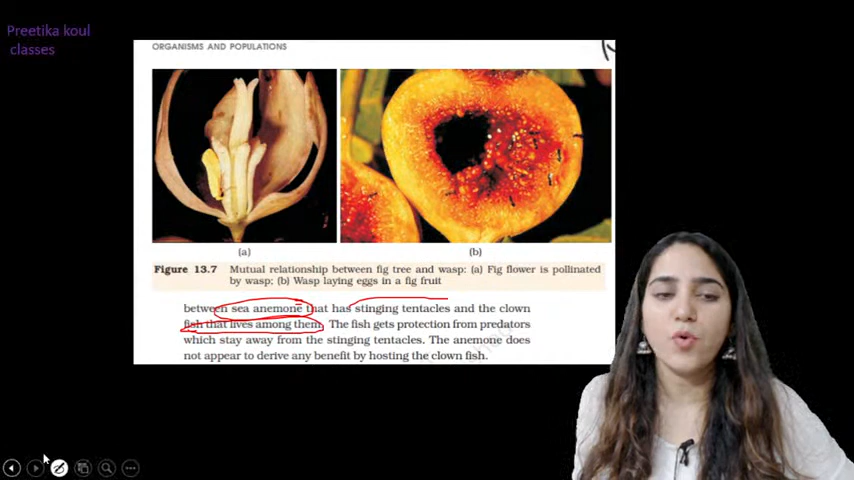 Preetika koul
classes
ORGANISMS AND POPULATIONS
(a)
(b)
Figure 13.7 Mutual relationship between fig tree and wasp: (a) Fig flower is pollinated
by wasp; (b) Wasp laying eggs in a fig fruit
between sea anemone that has stinging tentacles and the clown
fish that lives among them. The fish gets protection from predators
which stay away from the stinging tentacles. The anemone does
not appear to derive any benefit by hosting the clown fish.